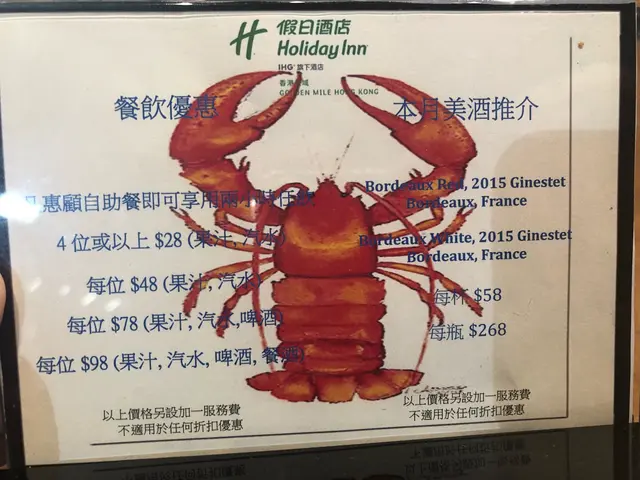 假日酒店
Holiday Inn
IHG® 旗下酒店
GOLDEN MILE HONG KONG
餐飲優惠
惠顧自助餐即可享用兩小時任飲
4 位或以上 $28 (果汁, 汽水)
每位 $48 (果汁, 汽水)
每位 $78 (果汁, 汽水,啤酒)
每位 $98 (果汁, 汽水, 啤酒, 餐酒)
以上價格另設加一服務費
不適用於任何折扣優惠
本月美酒推介
Bordeaux Red, 2015 Ginestet
Bordeaux, France
Bordeaux White, 2015 Ginestet
Bordeaux, France
每杯 $58
每瓶 $268
以上價格另設加一服務費
不適用於任何折扣優惠